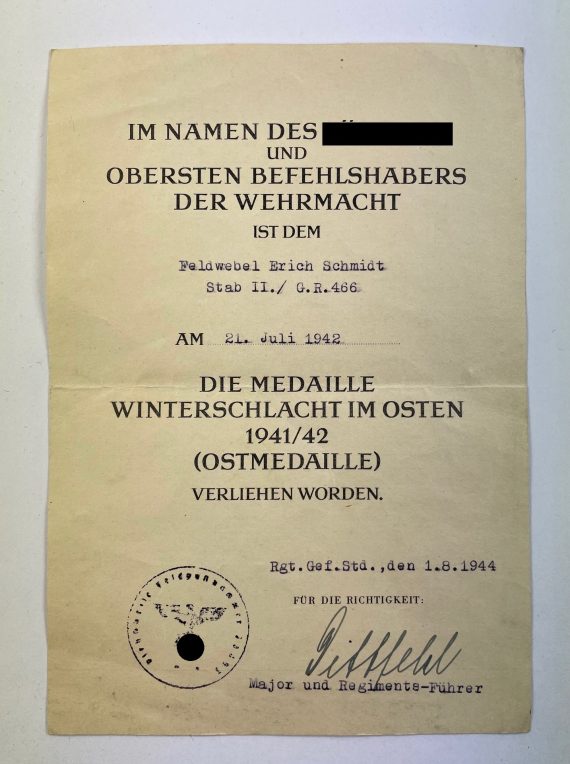 IM NAMEN DES
UND
OBERSTEN BEFEHLSHABERS
DER WEHRMACHT
IST DEM
Feldwebel Erich Schmidt
Stab II./ G.R.466
AM 21. Juli 1942
DIE MEDAILLE
WINTERSCHLACHT IM OSTEN
1941/42
(OSTMEDAILLE)
VERLIEHEN WORDEN.
Rgt.Gef.Std.,den 1.8.1944
FÜR DIE RICHTIGKEIT:
Major und Regiments-Führer